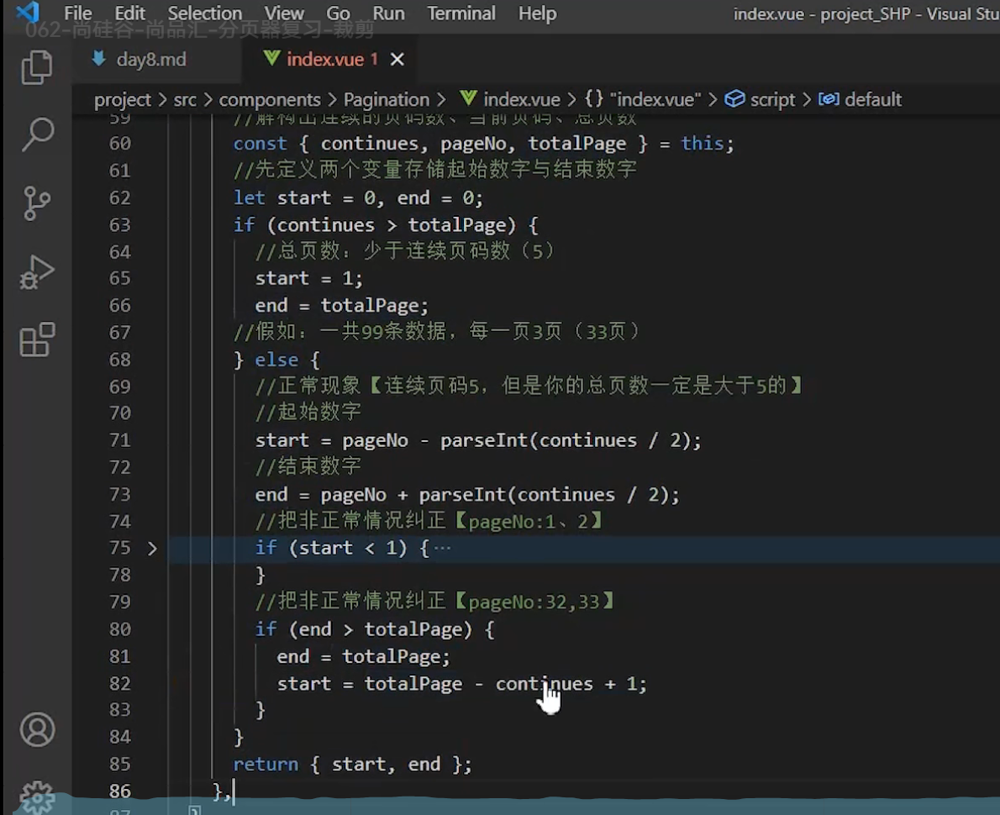 File Edit Selection View Go Run Terminal Help index.vue - project_SHP - Visual Stu
062-尚硅谷-尚品汇-分页器复习-裁剪
day8.md index.vue 1
project > src > components > Pagination > index.vue > {} "index.vue" > script > default
59 //解构出连续的页码数、当前页码、总页数
60 const { continues, pageNo, totalPage } = this;
61 //先定义两个变量存储起始数字与结束数字
62 let start = 0, end = 0;
63 if (continues > totalPage) {
64 //总页数：少于连续页码数（5）
65 start = 1;
66 end = totalPage;
67 //假如：一共99条数据，每一页3页（33页）
68 } else {
69 //正常现象【连续页码5，但是你的总页数一定是大于5的】
70 //起始数字
71 start = pageNo - parseInt(continues / 2);
72 //结束数字
73 end = pageNo + parseInt(continues / 2);
74 //把非正常情况纠正【pageNo:1、2】
75 if (start < 1) {⋯
78 }
79 //把非正常情况纠正【pageNo:32,33】
80 if (end > totalPage) {
81 end = totalPage;
82 start = totalPage - continues + 1;
83 }
84 }
85 return { start, end };
86 },
87 }